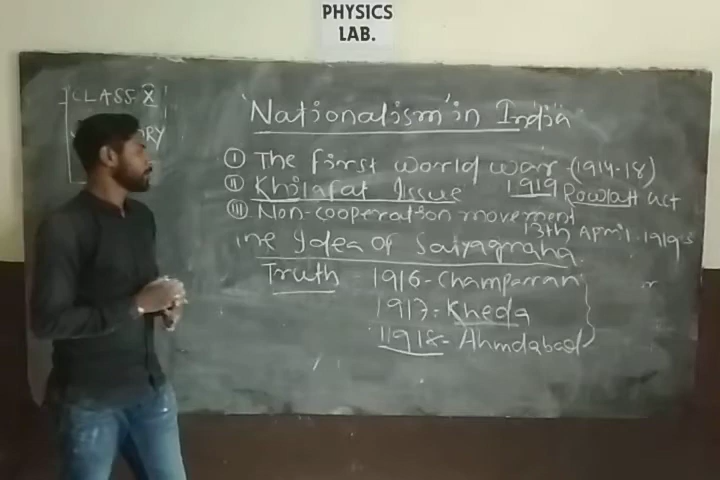 PHYSICS
LAB.
CLASS X
'Nationalism' in India
① The first world war (1914-18)
② Khilafat Issue 1919 Rowlatt act
③ Non-cooperation movement
13th April 1919
The Idea of Satyagraha
Truth - 1916 - Champaran
1917 - Kheda
1918 - Ahmdabad